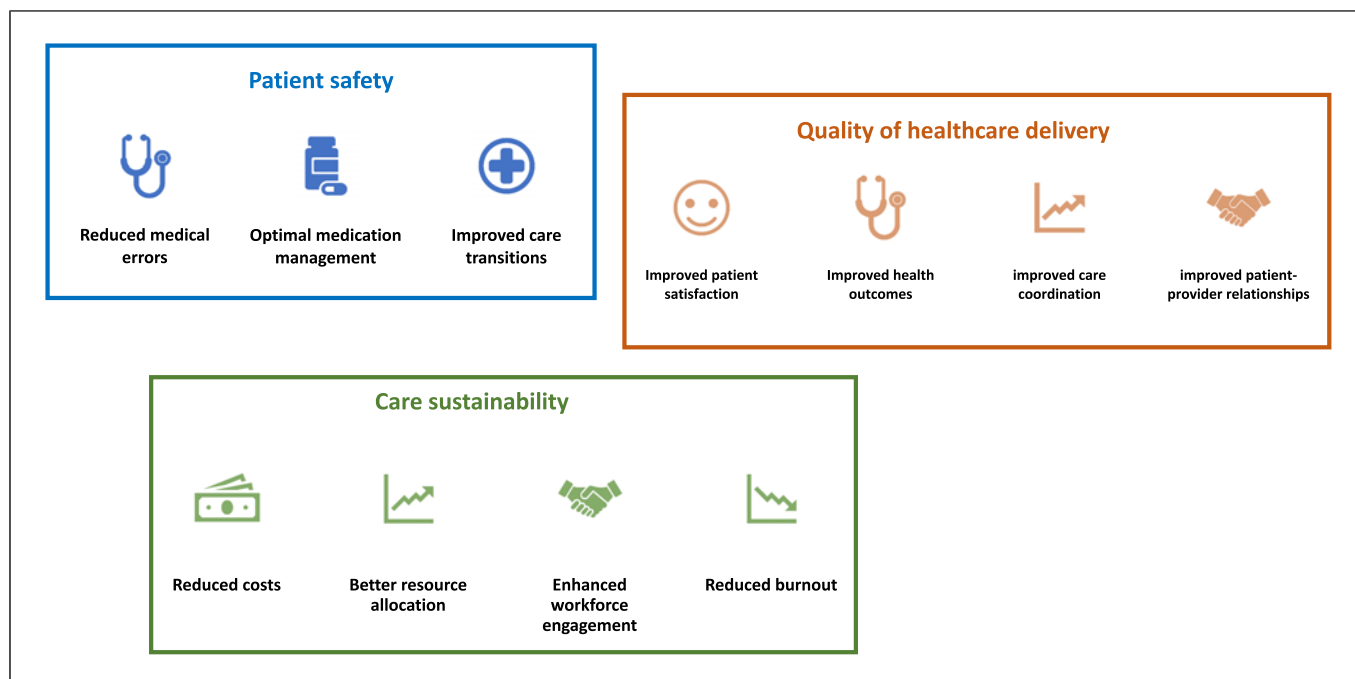 Patient safety
Reduced medical
errors
Optimal medication
management
Improved care
transitions
Quality of healthcare delivery
Improved patient
satisfaction
Improved health
outcomes
improved care
coordination
improved patient-
provider relationships
Care sustainability
Reduced costs
Better resource
allocation
Enhanced
workforce
engagement
Reduced burnout